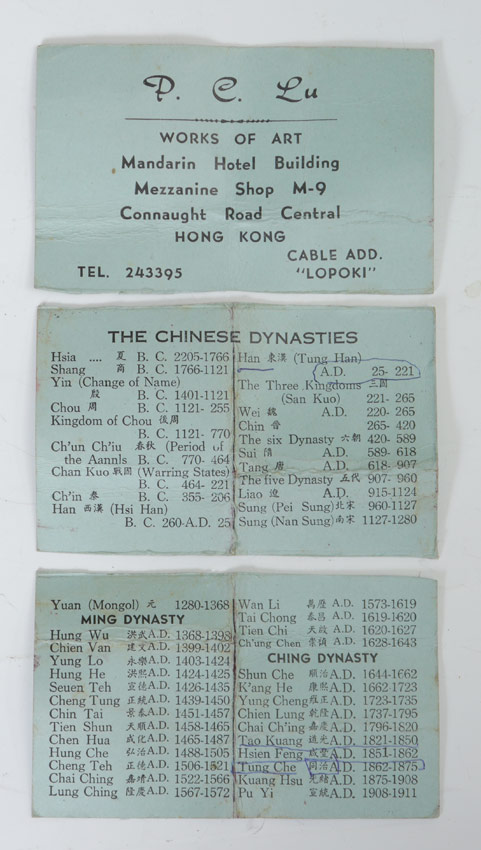 P. C. Lu
WORKS OF ART
Mandarin Hotel Building
Mezzanine Shop M-9
Connaught Road Central
HONG KONG
CABLE ADD.
TEL. 243395 "LOPOKI"
THE CHINESE DYNASTIES
Hsia .... 夏 B. C. 2205-1766
Shang 商 B. C. 1766-1121
Yin (Change of Name)
殷 B. C. 1401-1121
Chou 周 B. C. 1121- 255
Kingdom of Chou 周
B. C. 1121- 770
Ch'un Ch'iu 春秋 (Period of
the Aannls B. C. 770- 464
Chan Kuo 戰國 (Warring States)
B. C. 464- 221
Ch'in 秦 B. C. 355- 206
Han 西漢 (Hsi Han)
B. C. 260-A.D. 25
Han 東漢 (Tung Han)
A.D. 25- 221
The Three Kingdoms 三國
(San Kuo) 221- 265
Wei 魏 A.D. 220- 265
Chin 晉 265- 420
The six Dynasty 六朝 420- 589
Sui 隋 A.D. 589- 618
Tang 唐 A.D. 618- 907
The five Dynasty 五代 907- 960
Liao 遼 A.D. 915-1124
Sung (Pei Sung) 北宋 960-1127
Sung (Nan Sung) 南宋 1127-1280
Yuan (Mongol) 元 1280-1368
MING DYNASTY
Hung Wu 洪武 A.D. 1368-1398
Chien Van 建文 A.D. 1399-1402
Yung Lo 永樂 A.D. 1403-1424
Hung He 洪熙 A.D. 1424-1425
Seuen Teh 宣德 A.D. 1426-1435
Cheng Tung 正統 A.D. 1439-1450
Chin Tai 景泰 A.D. 1451-1457
Tien Shun 天順 A.D. 1458-1465
Chen Hua 成化 A.D. 1465-1487
Hung Che 弘治 A.D. 1488-1505
Cheng Teh 正德 A.D. 1506-1521
Chai Ching 嘉靖 A.D. 1522-1566
Lung Ching 隆慶 A.D. 1567-1572
Wan Li 萬歷 A.D. 1573-1619
Tai Chong 泰昌 A.D. 1619-1620
Tien Chi 天啟 A.D. 1620-1627
Ch'ung Chen 崇禎 A.D. 1628-1643
CHING DYNASTY
Shun Che 順治 A.D. 1644-1662
K'ang He 康熙 A.D. 1662-1723
Yung Cheng 雍正 A.D. 1723-1735
Chien Lung 乾隆 A.D. 1737-1795
Chai Ch'ing 嘉慶 A.D. 1796-1820
Tao Kuang 道光 A.D. 1821-1850
Hsien Feng 咸豐 A.D. 1851-1862
Tung Che 同治 A.D. 1862-1875
Kuang Hsu 光緒 A.D. 1875-1908
Pu Yi 宣統 A.D. 1908-1911